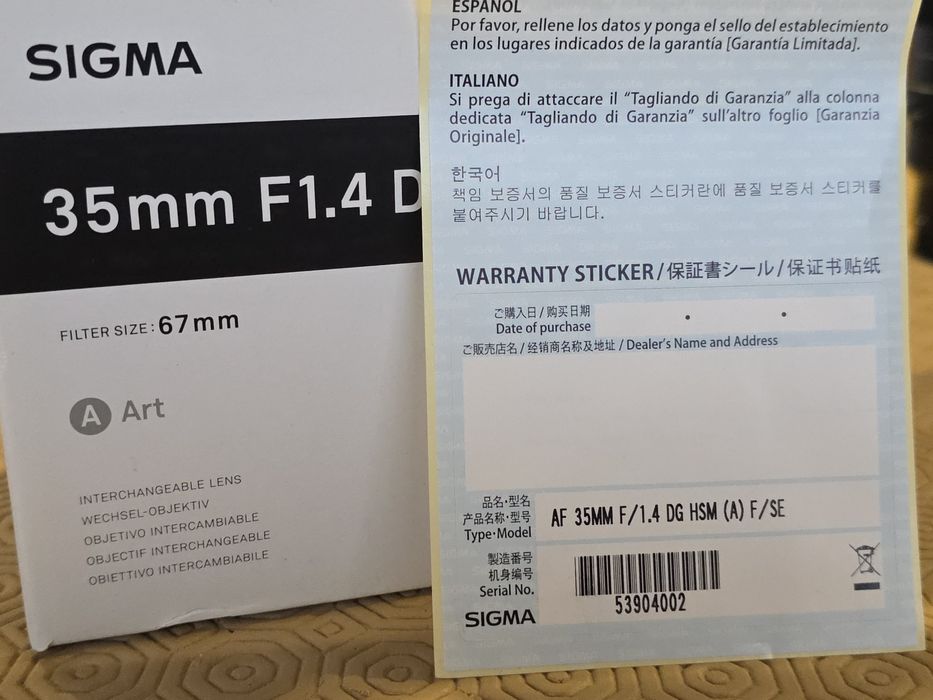 SIGMA
35mm F1.4 D
FILTER SIZE: 67mm
A Art
INTERCHANGEABLE LENS
WECHSEL-OBJEKTIV
OBJETIVO INTERCAMBIABLE
OBJECTIF INTERCHANGEABLE
OBIETTIVO INTERCAMBIABILE
ESPAÑOL
Por favor, rellene los datos y ponga el sello del establecimiento
en los lugares indicados de la garantía [Garantía Limitada].
ITALIANO
Si prega di attaccare il “Tagliando di Garanzia” alla colonna
dedicata “Tagliando di Garanzia” sull’altro foglio [Garanzia
Originale].
한국어
책임 보증서의 품질 보증서 스티커란에 품질 보증서 스티커를
붙여주시기 바랍니다.
WARRANTY STICKER/保証書シール/保证书贴纸
ご購入日/购买日期
Date of purchase
ご販売店名/经销商名称及地址/Dealer’s Name and Address
品名・型名
产品名称・型号
Type・Model
AF 35MM F/1.4 DG HSM (A) F/SE
製造番号
机身编号
Serial No.
53904002
SIGMA